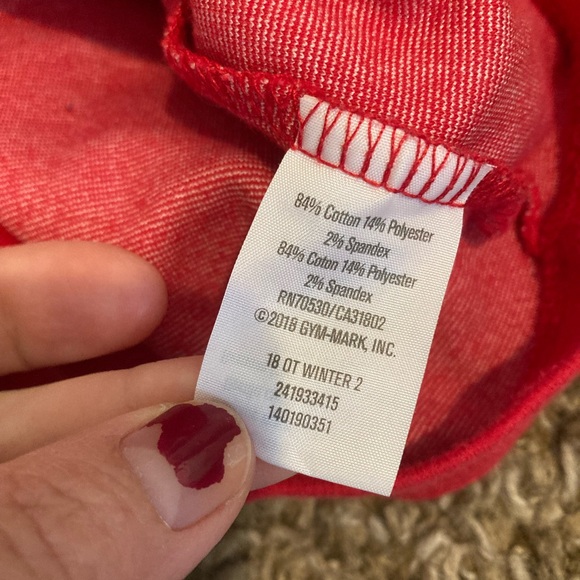 84% Cotton 14% Polyester
2% Spandex
84% Coton 14% Polyester
2% Spandex
RN70530/CA31802
©2018 GYM-MARK, INC.
18 OT WINTER 2
241933415
140190351